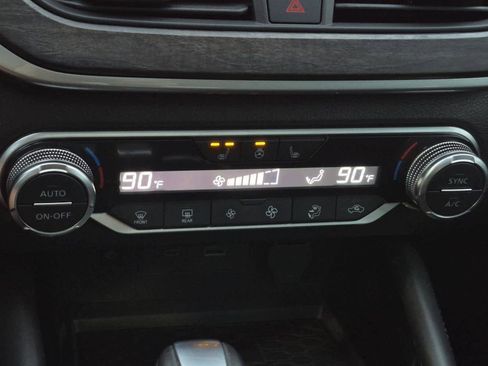 90°F 90°F
AUTO
ON-OFF
SYNC
A/C
FRONT
REAR